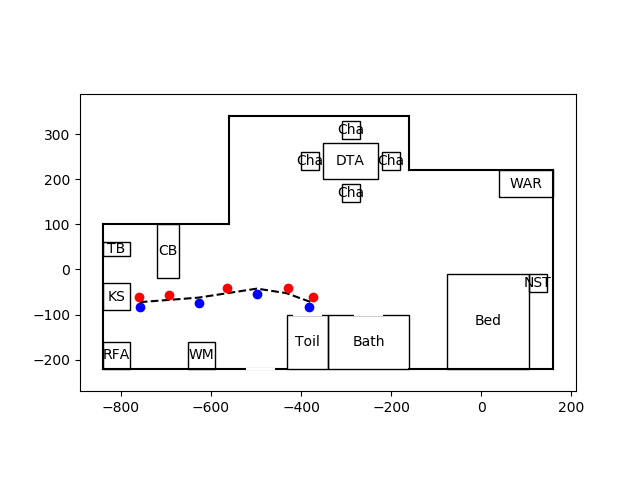 300
200
100
0
−100
−200
−800
−600
−400
−200
0
200
Cha
Cha
DTA
Cha
Cha
WAR
TB
CB
KS
NST
Bed
RFA
WM
Toil
Bath